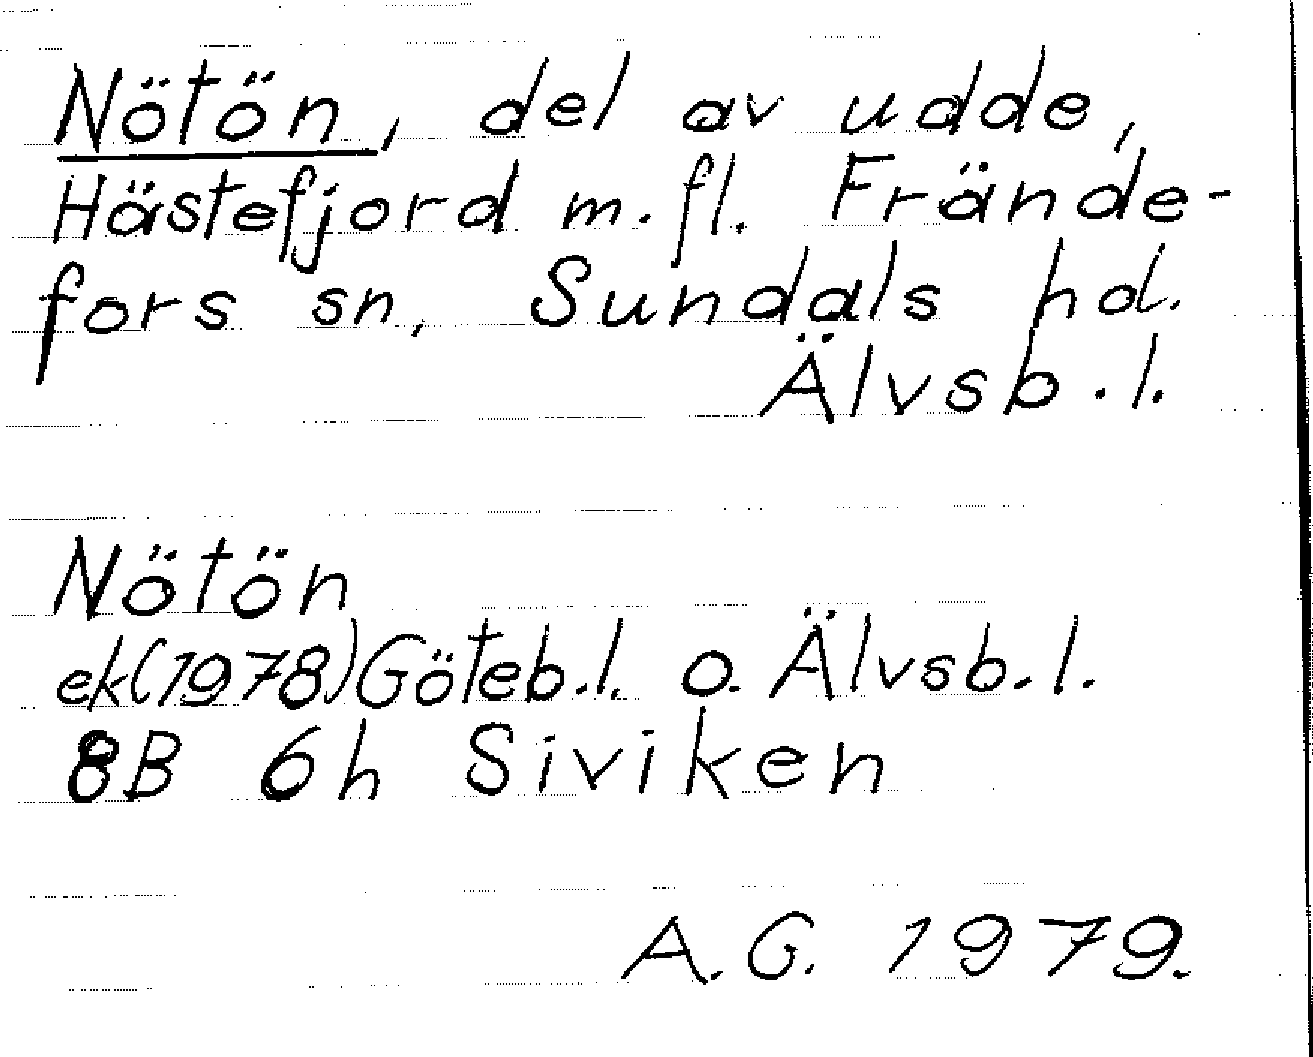 Nötön, del av udde,
Hästefjord m.fl. Frände-
fors sn, Sundals hd.
Älvsb.l.
Nötön
ek(1978)Göteb.l. o. Älvsb.l.
8B 6h Siviken
A.G. 1979.